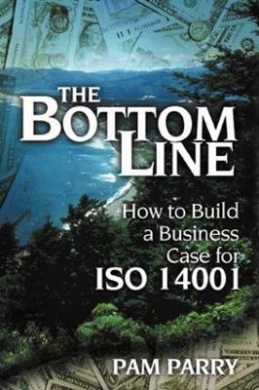 THE
BOTTOM
LINE
How to Build
a Business
Case for
ISO 14001
PAM PARRY